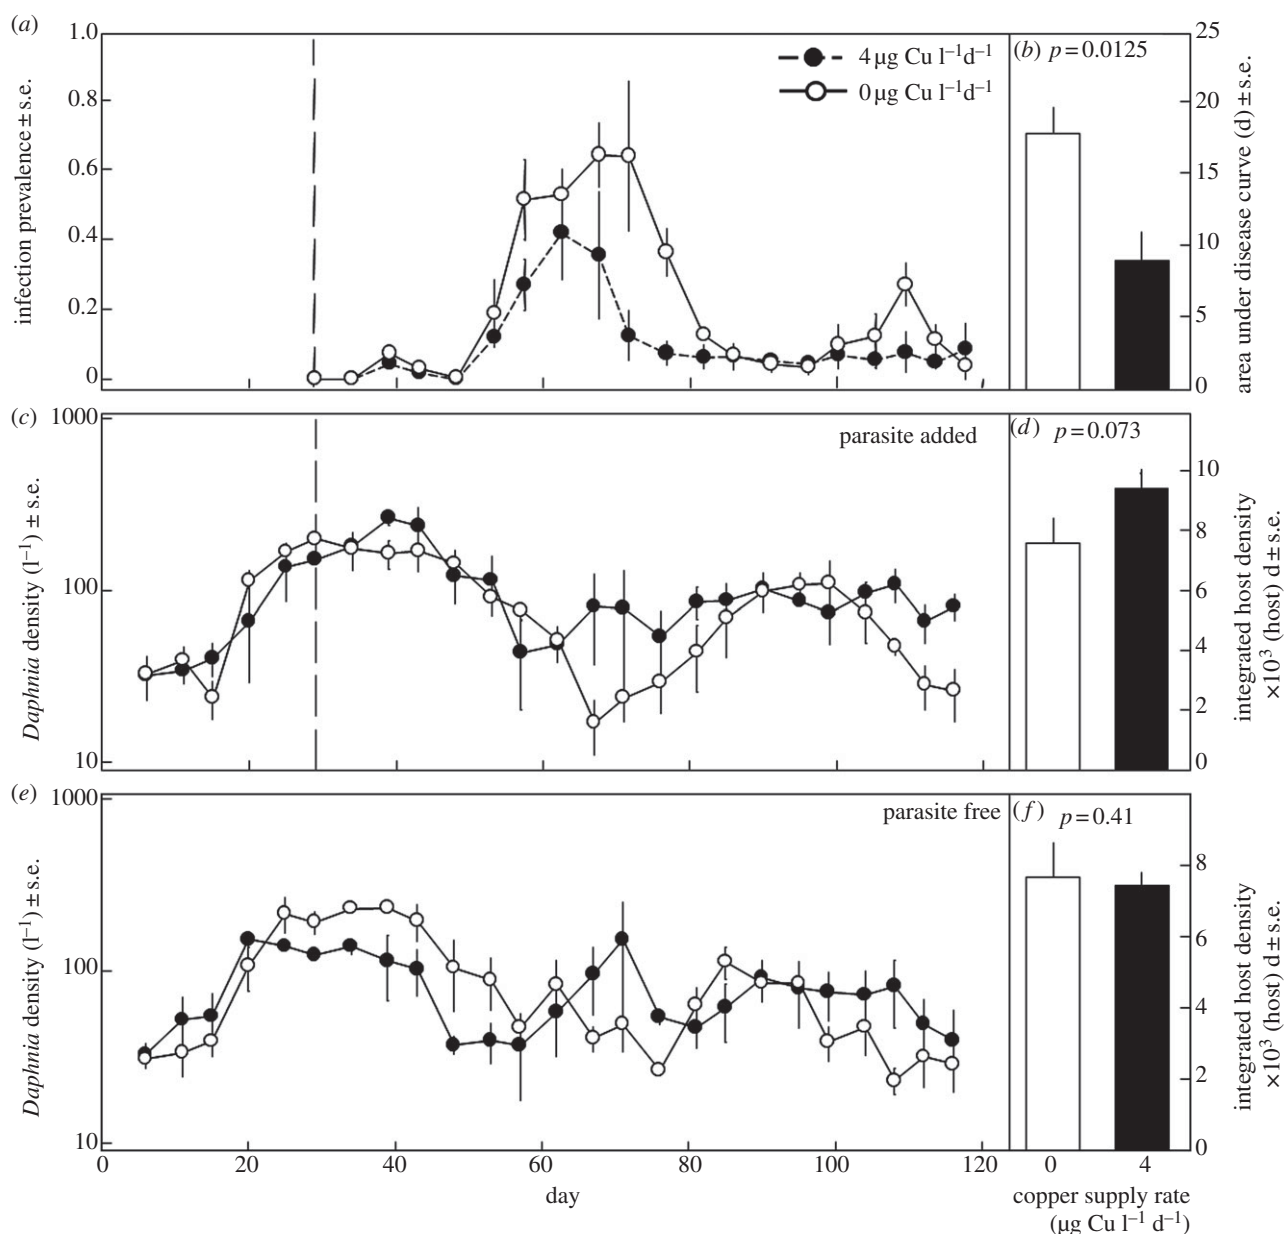 (a)
1.0
0.8
0.6
0.4
0.2
0
infection prevalence ± s.e.
4 µg Cu l⁻¹d⁻¹
0 µg Cu l⁻¹d⁻¹
(b) p = 0.0125
25
20
15
10
5
0
area under disease curve (d) ± s.e.
(c)
1000
100
10
Daphnia density (l⁻¹) ± s.e.
parasite added
(d) p = 0.073
10
8
6
4
2
0
integrated host density
×10³ (host) d ± s.e.
(e)
1000
100
10
Daphnia density (l⁻¹) ± s.e.
parasite free
(f) p = 0.41
8
6
4
2
0
integrated host density
×10³ (host) d ± s.e.
0 20 40 60 80 100 120
day
0 4
copper supply rate
(µg Cu l⁻¹ d⁻¹)